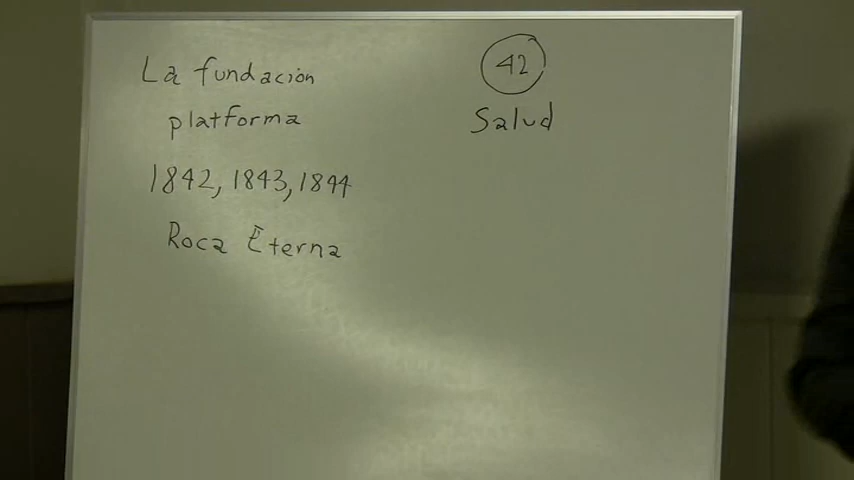 La fundación
platforma
1842, 1843, 1844
Roca Eterna
42
Salud